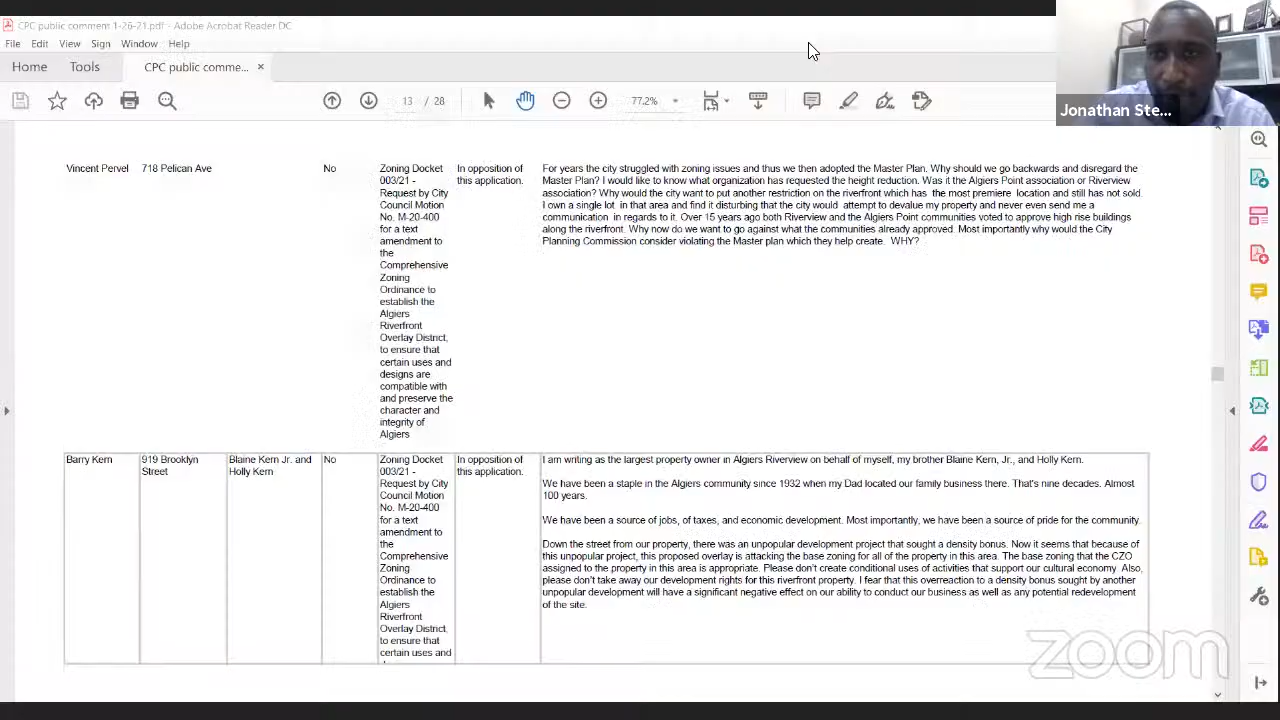 CPC public comment 1-26-21.pdf - Adobe Acrobat Reader DC
File Edit View Sign Window Help
Home Tools CPC public comme... ×
13 / 28 77.2%
Jonathan Ste...
Vincent Pervel
718 Pelican Ave
No
Zoning Docket
003/21 -
Request by City
Council Motion
No. M-20-400
for a text
amendment to
the
Comprehensive
Zoning
Ordinance to
establish the
Algiers
Riverfront
Overlay District,
to ensure that
certain uses and
designs are
compatible with
and preserve the
character and
integrity of
Algiers
In opposition of
this application.
For years the city struggled with zoning issues and thus we then adopted the Master Plan. Why should we go backwards and disregard the
Master Plan? I would like to know what organization has requested the height reduction. Was it the Algiers Point association or Riverview
association? Why would the city want to put another restriction on the riverfront which has the most premiere location and still has not sold.
I own a single lot in that area and find it disturbing that the city would attempt to devalue my property and never even send me a
communication in regards to it. Over 15 years ago both Riverview and the Algiers Point communities voted to approve high rise buildings
along the riverfront. Why now do we want to go against what the communities already approved. Most importantly why would the City
Planning Commission consider violating the Master plan which they help create. WHY?
Barry Kern
919 Brooklyn
Street
Blaine Kern Jr. and
Holly Kern
No
Zoning Docket
003/21 -
Request by City
Council Motion
No. M-20-400
for a text
amendment to
the
Comprehensive
Zoning
Ordinance to
establish the
Algiers
Riverfront
Overlay District,
to ensure that
certain uses and
In opposition of
this application.
I am writing as the largest property owner in Algiers Riverview on behalf of myself, my brother Blaine Kern, Jr., and Holly Kern.
We have been a staple in the Algiers community since 1932 when my Dad located our family business there. That's nine decades. Almost
100 years.
We have been a source of jobs, of taxes, and economic development. Most importantly, we have been a source of pride for the community.
Down the street from our property, there was an unpopular development project that sought a density bonus. Now it seems that because of
this unpopular project, this proposed overlay is attacking the base zoning for all of the property in this area. The base zoning that the CZO
assigned to the property in this area is appropriate. Please don't create conditional uses of activities that support our cultural economy Also,
please don't take away our development rights for this riverfront property. I fear that this overreaction to a density bonus sought by another
unpopular development will have a significant negative effect on our ability to conduct our business as well as any potential redevelopment
of the site.
zoom